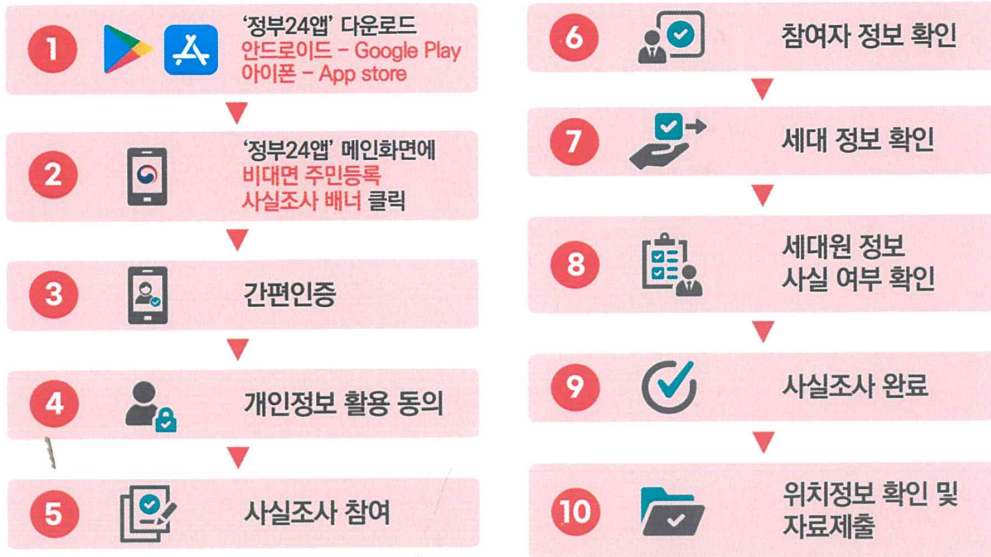 1
'정부24앱' 다운로드
안드로이드 - Google Play
아이폰 - App store
2
'정부24앱' 메인화면에
비대면 주민등록
사실조사 배너 클릭
3
간편인증
4
개인정보 활용 동의
5
사실조사 참여
6
참여자 정보 확인
7
세대 정보 확인
8
세대원 정보
사실 여부 확인
9
사실조사 완료
10
위치정보 확인 및
자료제출